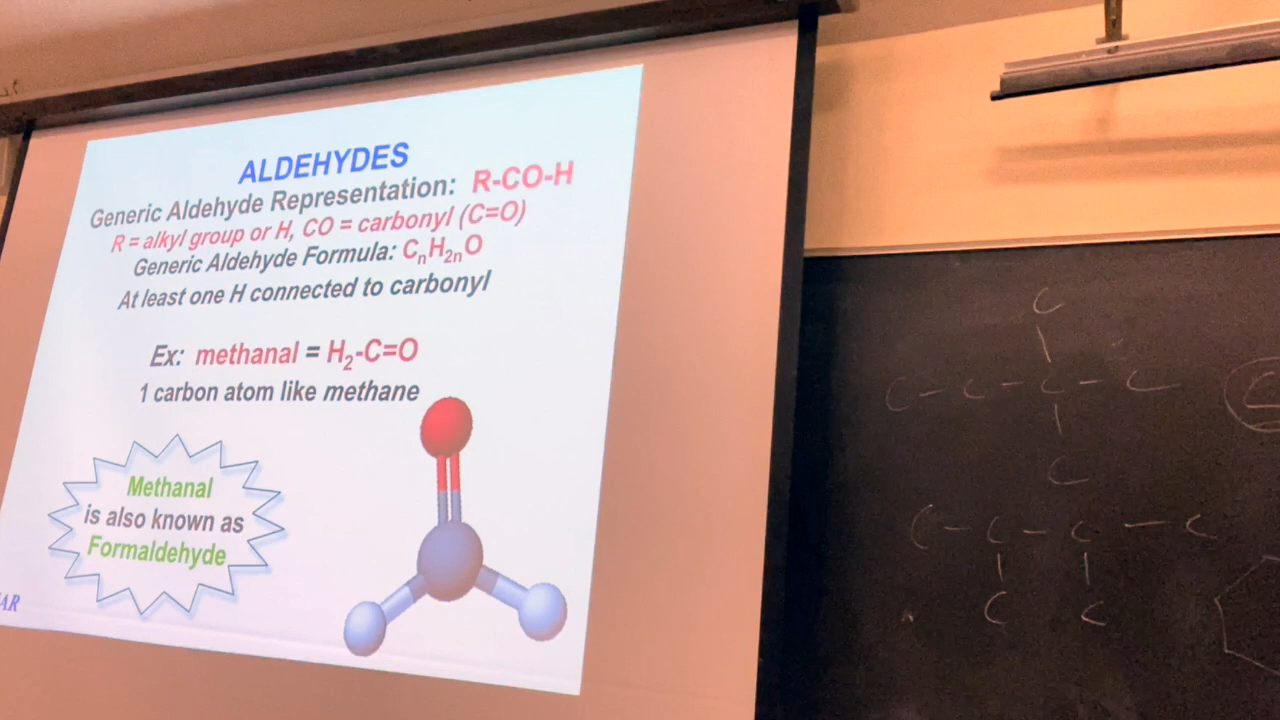 ALDEHYDES
Generic Aldehyde Representation: R-CO-H
R = alkyl group or H, CO = carbonyl (C=O)
Generic Aldehyde Formula: CnH2nO
At least one H connected to carbonyl
Ex: methanal = H2-C=O
1 carbon atom like methane
Methanal
is also known as
Formaldehyde
AR
C
|
C - C - C - C
|
C
C - C - C - C
| |
C C
C